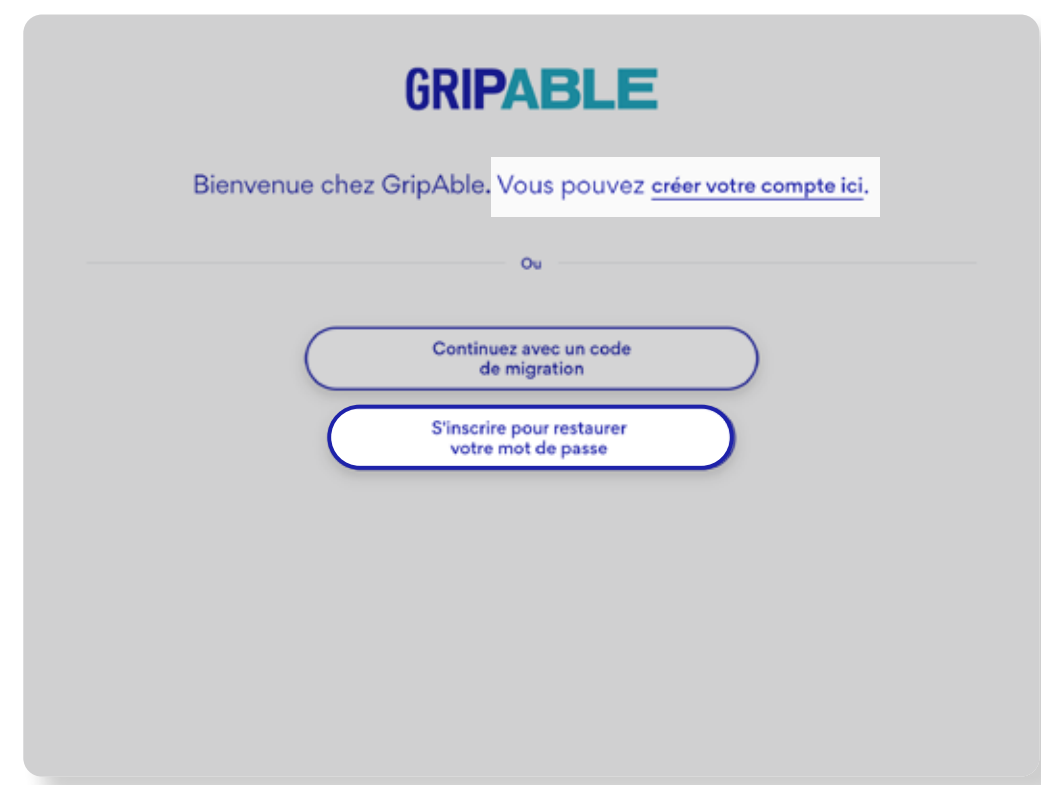 GRIPABLE
Bienvenue chez GripAble. Vous pouvez créer votre compte ici.
Ou
Continuez avec un code
de migration
S'inscrire pour restaurer
votre mot de passe